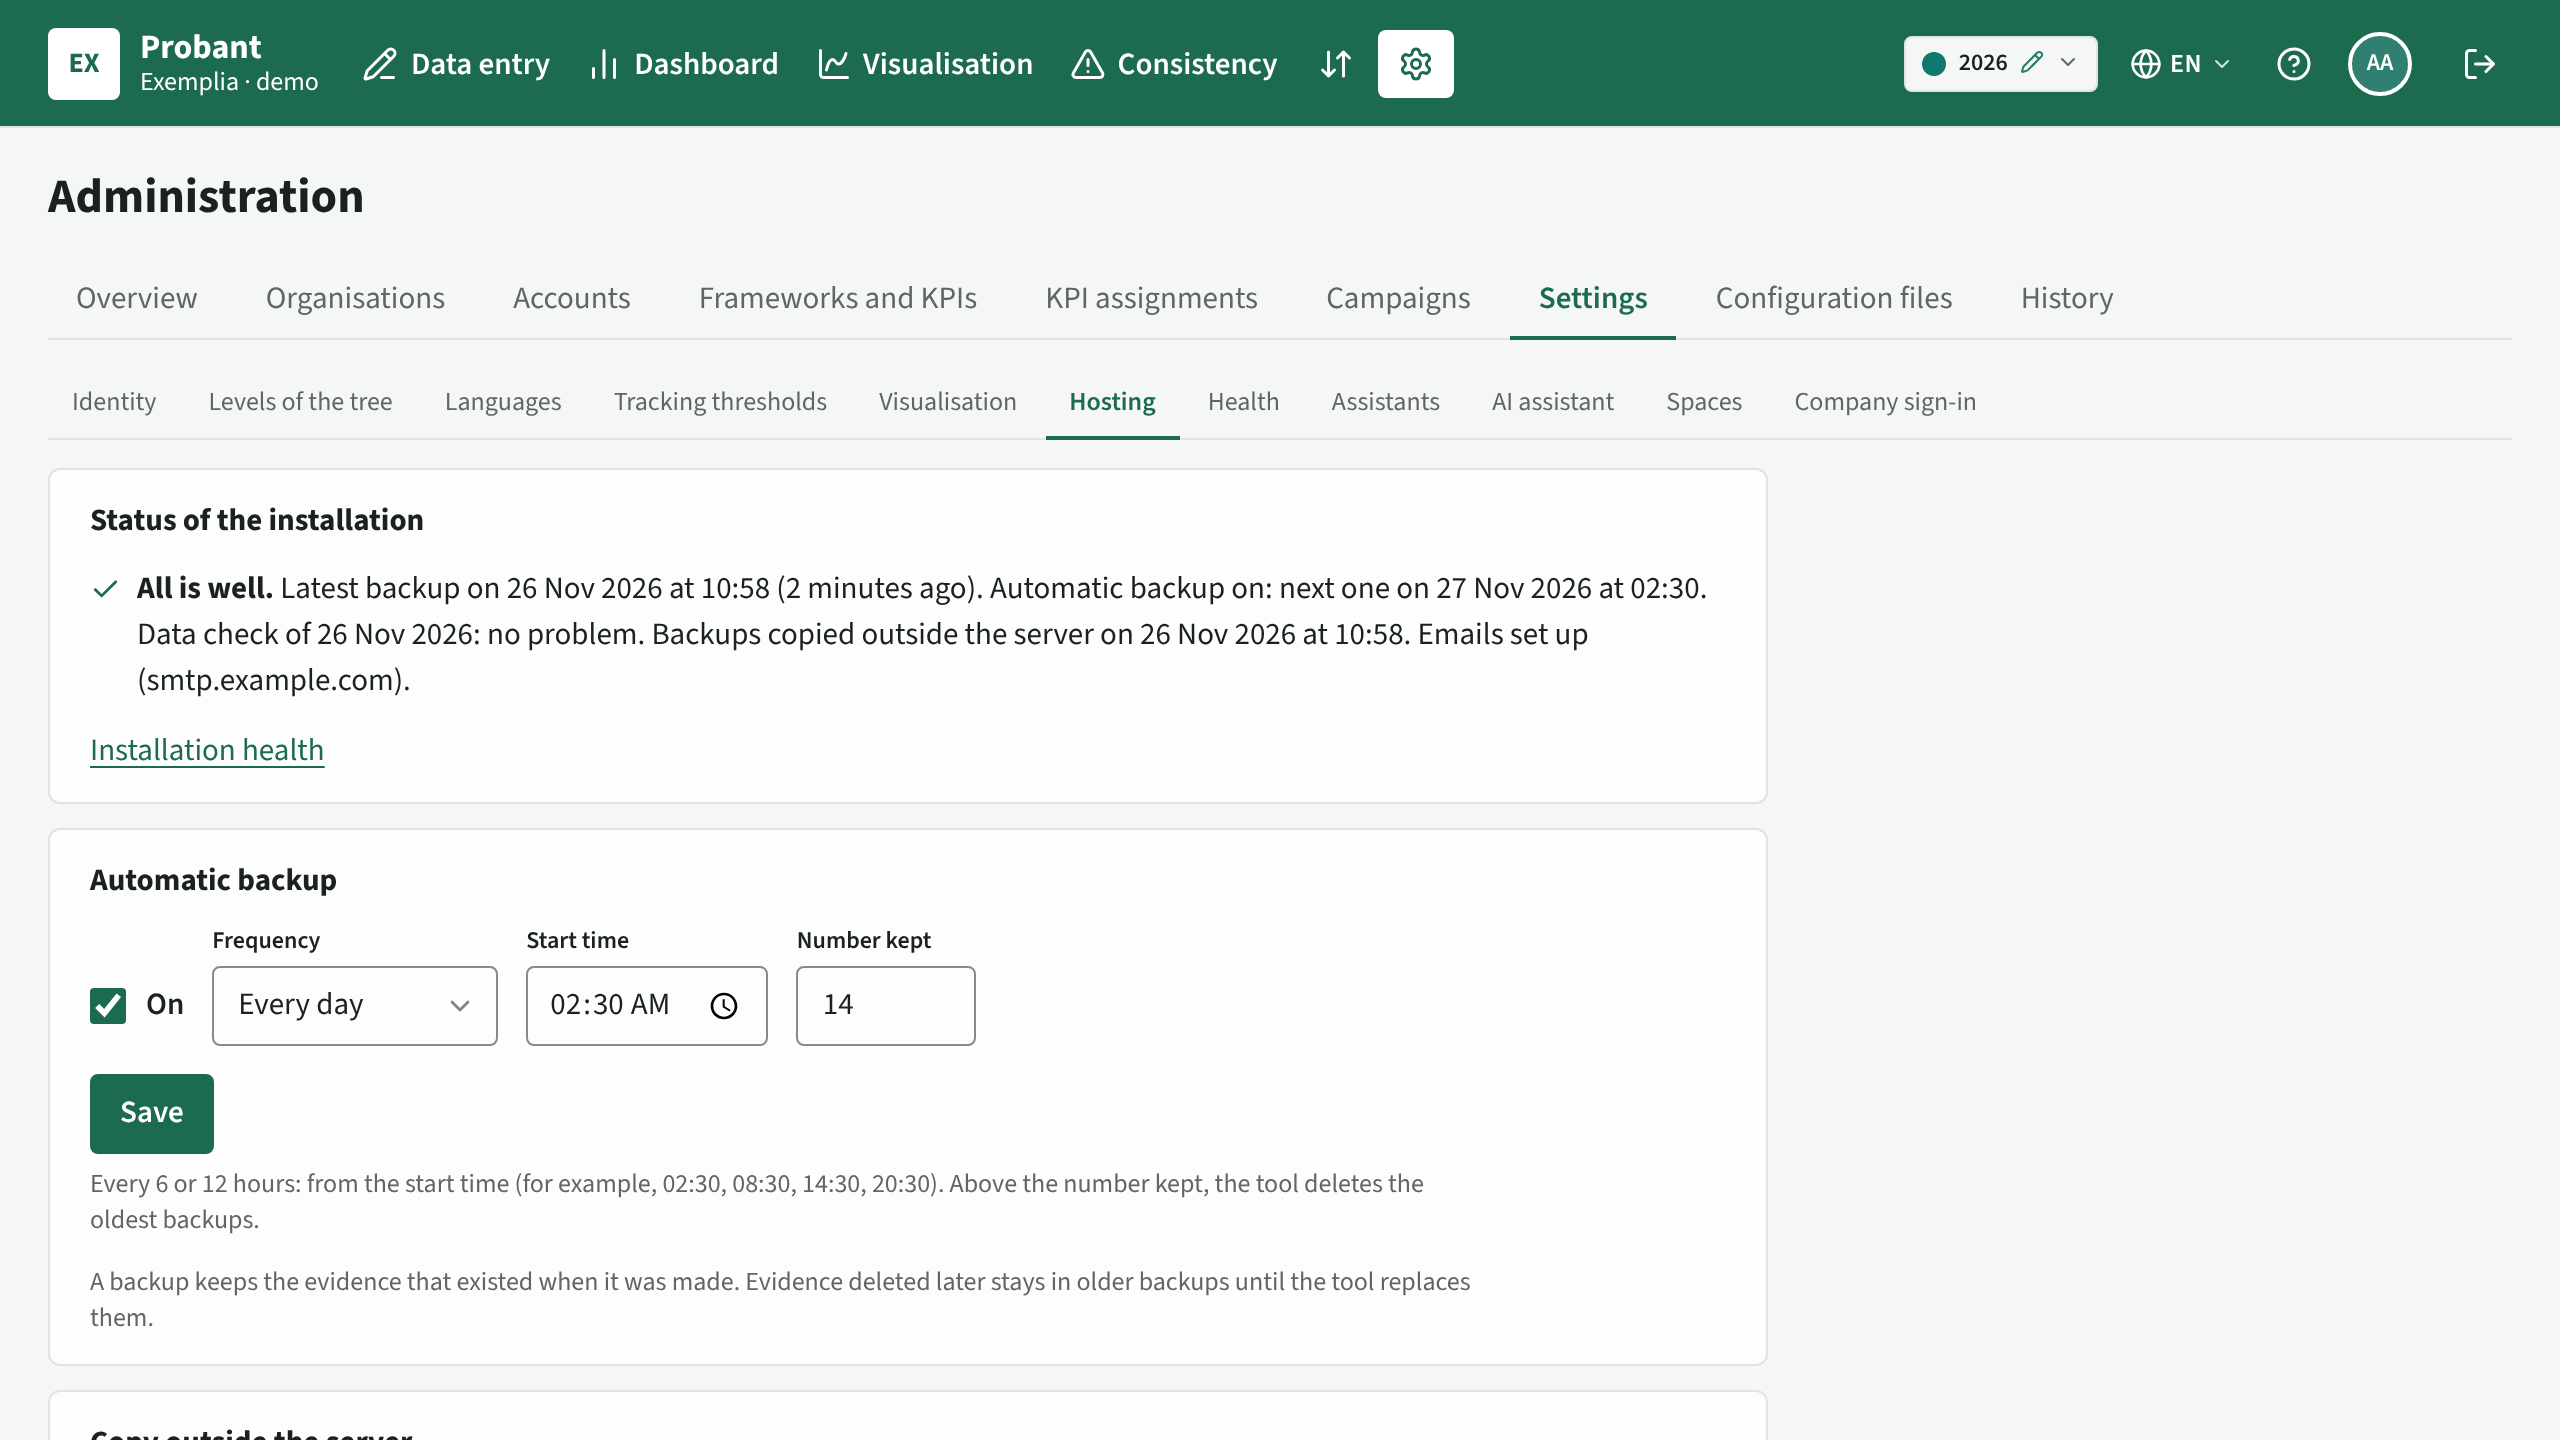 EX
Probant
Exemplia · demo
Data entry
Dashboard
Visualisation
Consistency
2026
EN
AA
Administration
Overview
Organisations
Accounts
Frameworks and KPIs
KPI assignments
Campaigns
Settings
Configuration files
History
Identity
Levels of the tree
Languages
Tracking thresholds
Visualisation
Hosting
Health
Assistants
AI assistant
Spaces
Company sign-in
Status of the installation
All is well. Latest backup on 26 Nov 2026 at 10:58 (2 minutes ago). Automatic backup on: next one on 27 Nov 2026 at 02:30.
Data check of 26 Nov 2026: no problem. Backups copied outside the server on 26 Nov 2026 at 10:58. Emails set up
(smtp.example.com).
Installation health
Automatic backup
Frequency
Start time
Number kept
On
Every day
02:30 AM
14
Save
Every 6 or 12 hours: from the start time (for example, 02:30, 08:30, 14:30, 20:30). Above the number kept, the tool deletes the
oldest backups.
A backup keeps the evidence that existed when it was made. Evidence deleted later stays in older backups until the tool replaces
them.
Copy outside the server